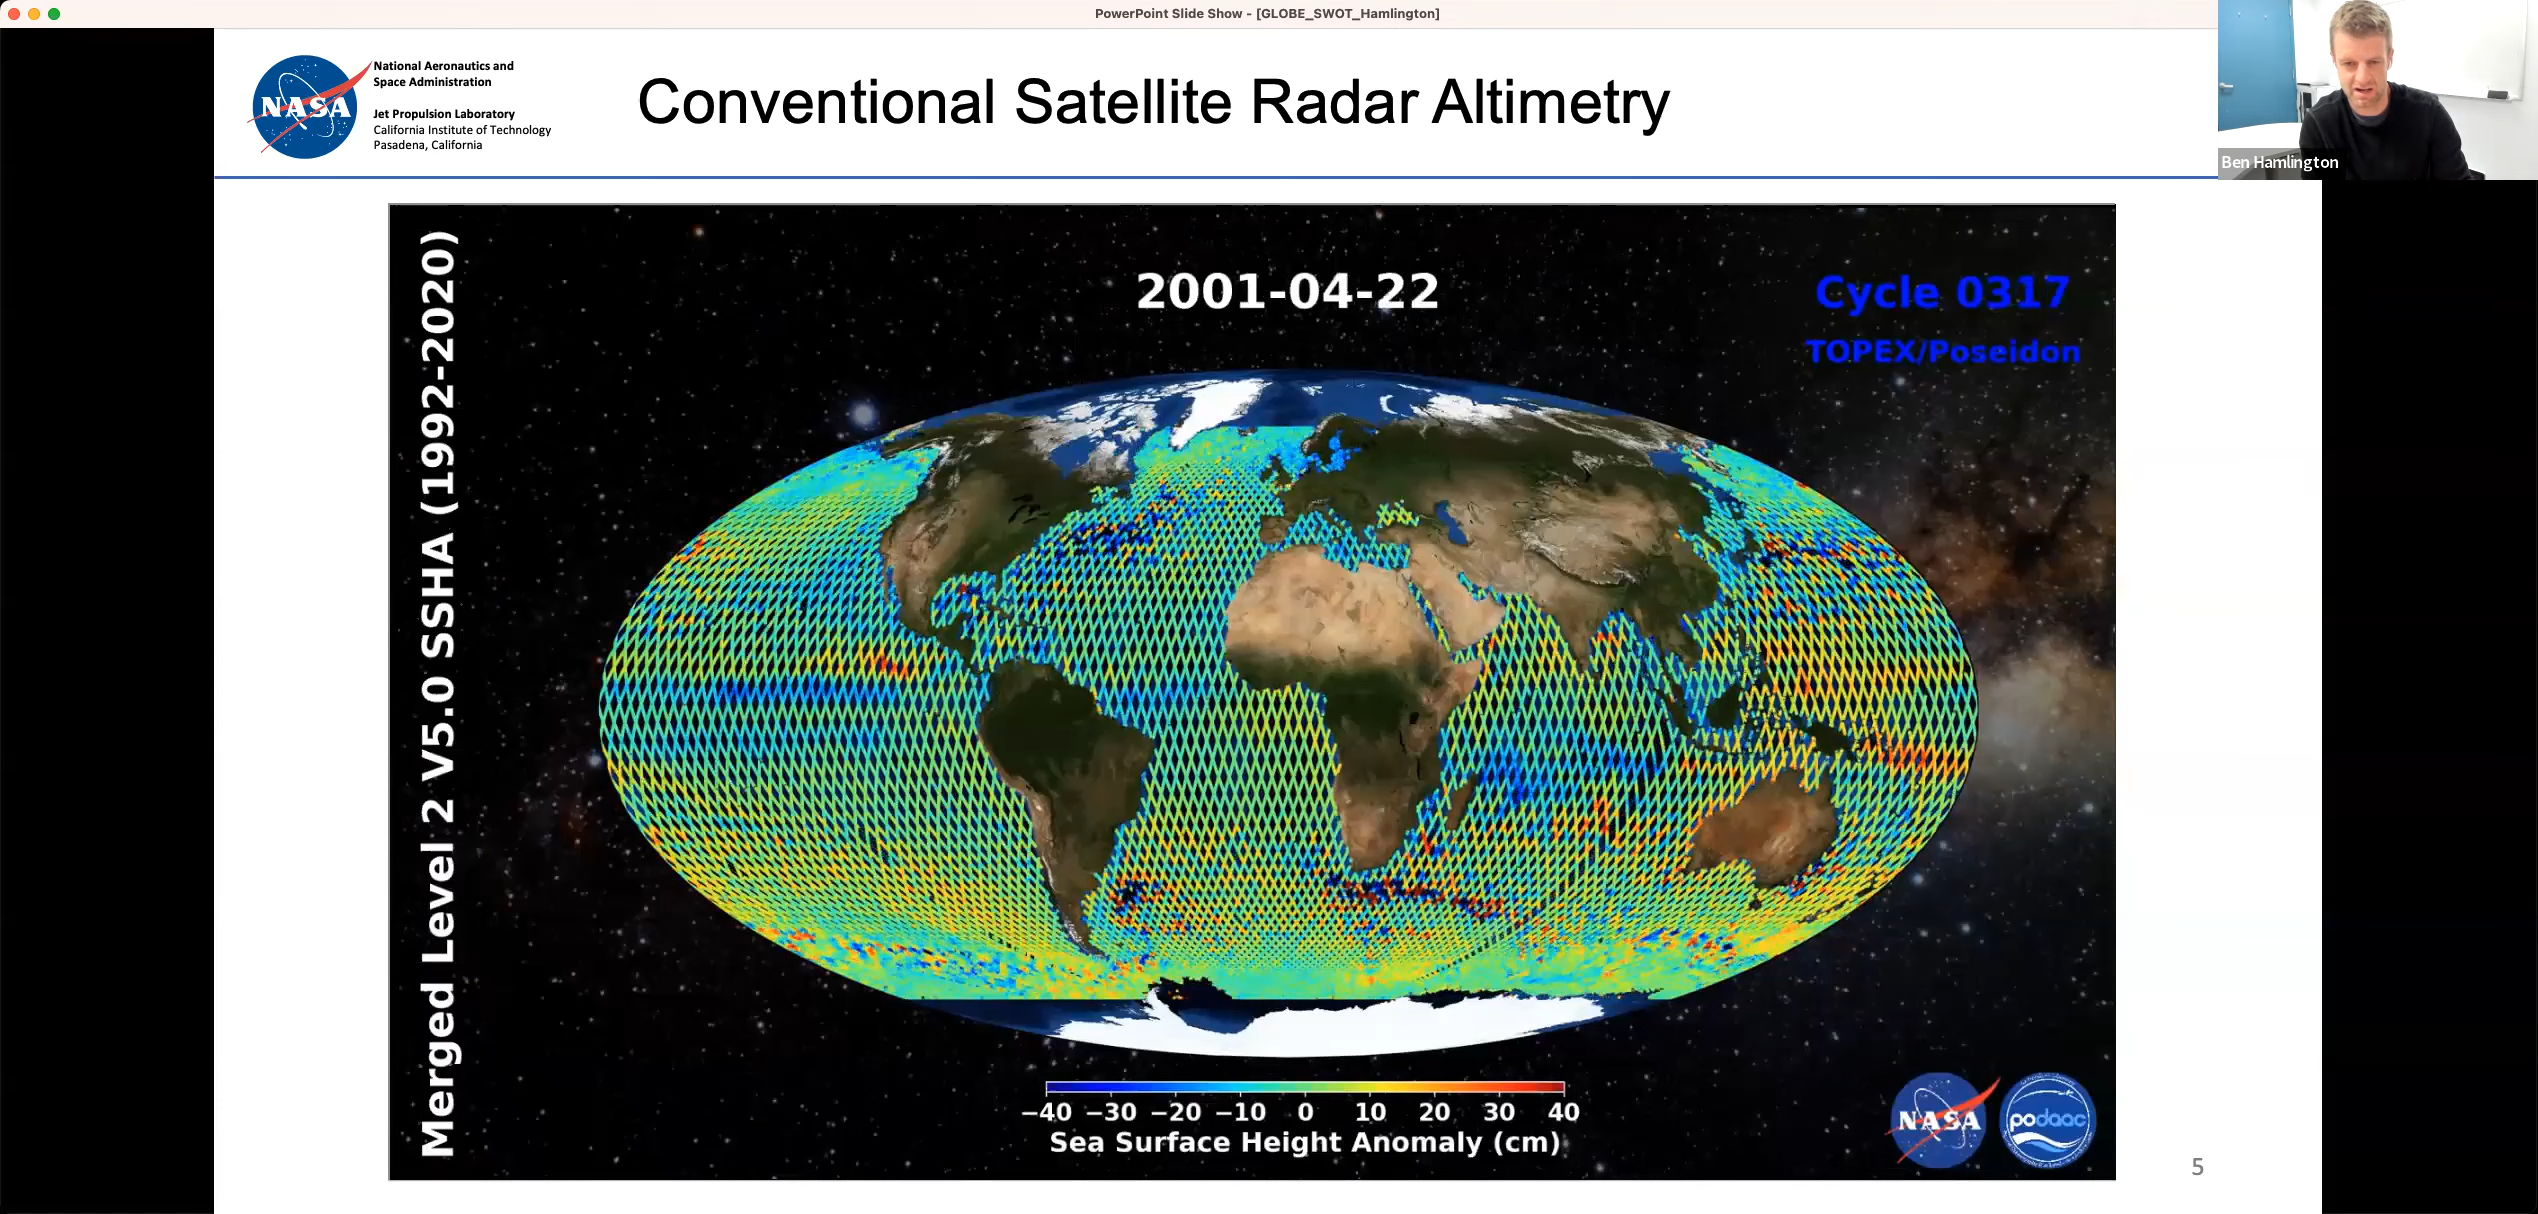 PowerPoint Slide Show - [GLOBE_SWOT_Hamlington]
National Aeronautics and
Space Administration
Jet Propulsion Laboratory
California Institute of Technology
Pasadena, California
NASA
Conventional Satellite Radar Altimetry
Ben Hamlington
Merged Level 2 V5.0 SSHA (1992-2020)
2001-04-22
Cycle 0317
TOPEX/Poseidon
−40 −30 −20 −10 0 10 20 30 40
Sea Surface Height Anomaly (cm)
NASA
podaac
5